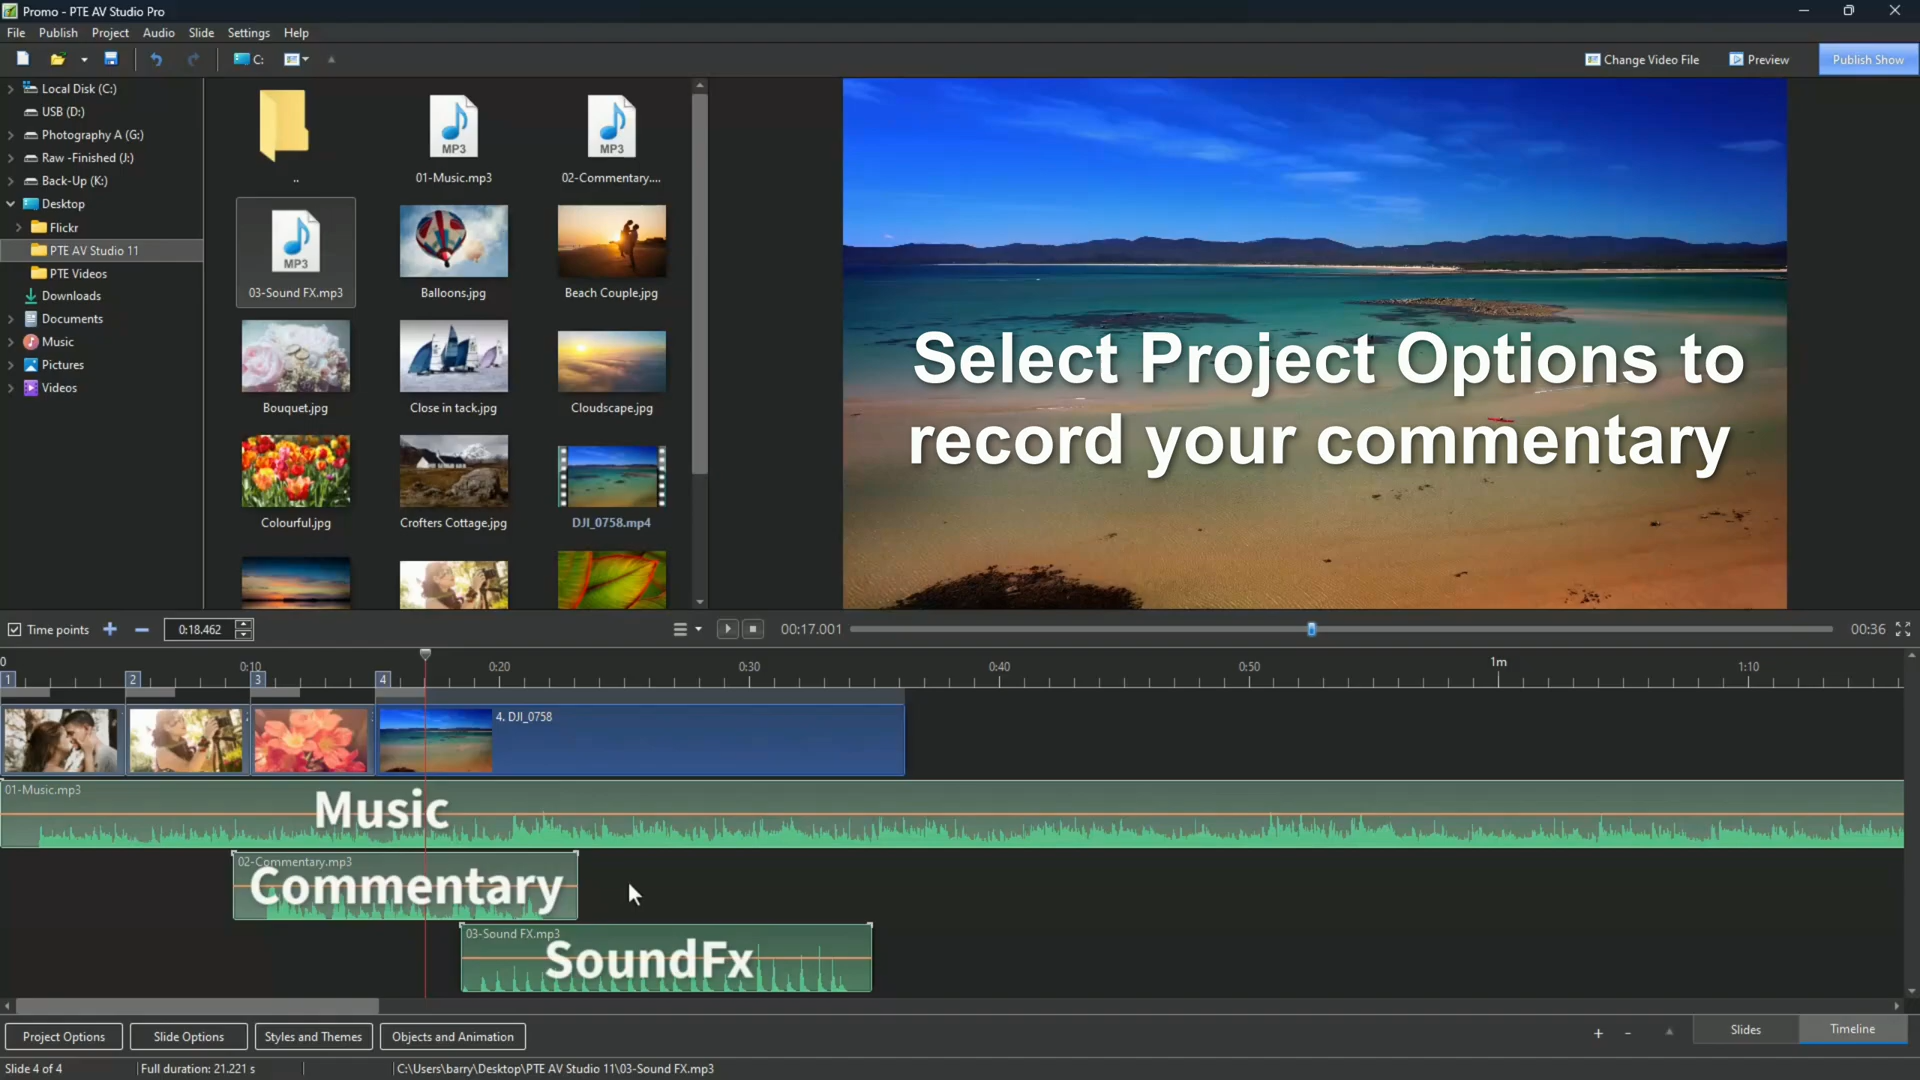 Promo - PTE AV Studio Pro
File Publish Project Audio Slide Settings Help
C:
Change Video File Preview Publish Show
Local Disk (C:)
USB (D:)
Photography A (G:)
Raw -Finished (J:)
Back-Up (K:)
Desktop
Flickr
PTE AV Studio 11
PTE Videos
Downloads
Documents
Music
Pictures
Videos
..
MP3
01-Music.mp3
MP3
02-Commentary....
MP3
03-Sound FX.mp3
Balloons.jpg
Beach Couple.jpg
Bouquet.jpg
Close in tack.jpg
Cloudscape.jpg
Colourful.jpg
Crofters Cottage.jpg
DJI_0758.mp4
Select Project Options to
record your commentary
Time points 0:18.462
00:17.001 00:36
0 0:10 0:20 0:30 0:40 0:50 1m 1:10
1 2 3 4
4. DJI_0758
01-Music.mp3
Music
02-Commentary.mp3
Commentary
03-Sound FX.mp3
SoundFx
Project Options Slide Options Styles and Themes Objects and Animation + - Slides Timeline
Slide 4 of 4 Full duration: 21.221 s C:\Users\barry\Desktop\PTE AV Studio 11\03-Sound FX.mp3